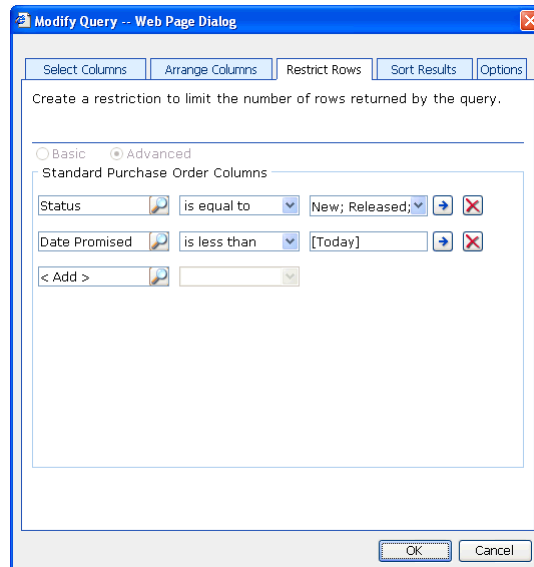 Modify Query -- Web Page Dialog
Select Columns Arrange Columns Restrict Rows Sort Results Options
Create a restriction to limit the number of rows returned by the query.
Basic Advanced
Standard Purchase Order Columns
Status is equal to New; Released;
Date Promised is less than [Today]
< Add >
OK Cancel